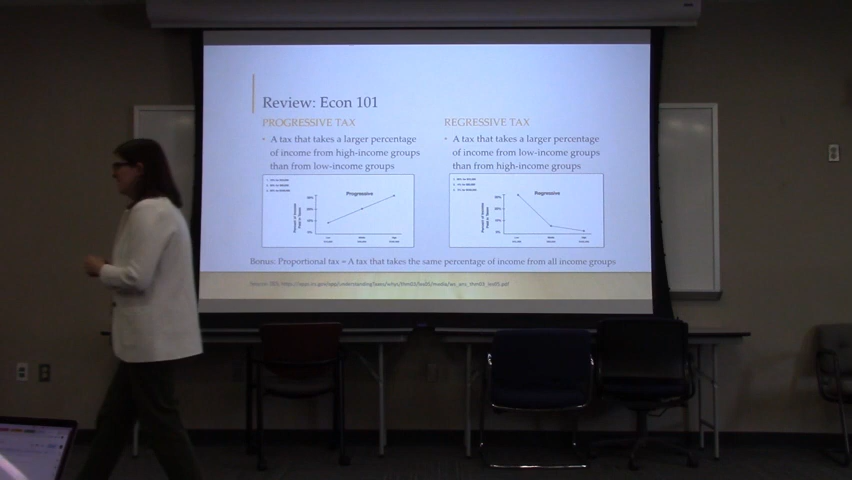 Review: Econ 101
PROGRESSIVE TAX
• A tax that takes a larger percentage
of income from high-income groups
than from low-income groups
Progressive
REGRESSIVE TAX
• A tax that takes a larger percentage
of income from low-income groups
than from high-income groups
Regressive
Bonus: Proportional tax = A tax that takes the same percentage of income from all income groups